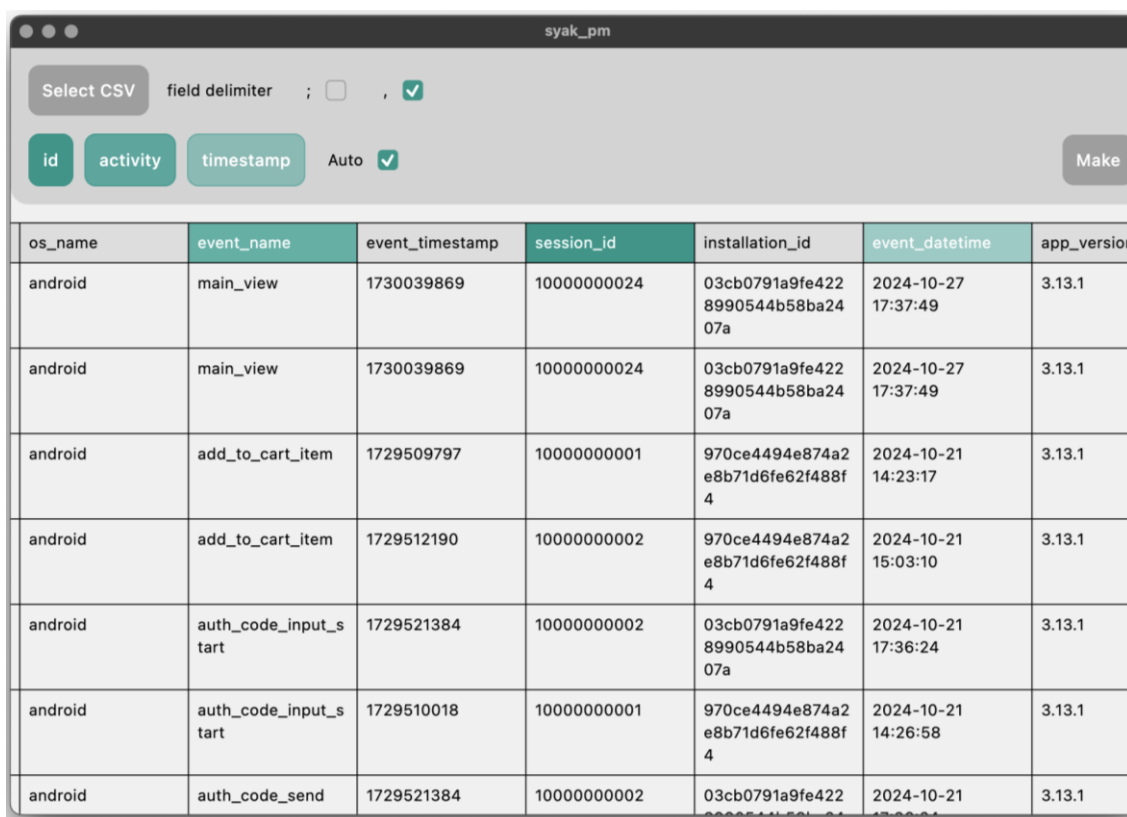 syak_pm
Select CSV field delimiter ; ,
id activity timestamp Auto Make
os_name event_name event_timestamp session_id installation_id event_datetime app_version
android main_view 1730039869 10000000024 03cb0791a9fe422 2024-10-27 3.13.1
8990544b58ba24 17:37:49
07a
android main_view 1730039869 10000000024 03cb0791a9fe422 2024-10-27 3.13.1
8990544b58ba24 17:37:49
07a
android add_to_cart_item 1729509797 10000000001 970ce4494e874a2 2024-10-21 3.13.1
e8b71d6fe62f488f 14:23:17
4
android add_to_cart_item 1729512190 10000000002 970ce4494e874a2 2024-10-21 3.13.1
e8b71d6fe62f488f 15:03:10
4
android auth_code_input_s 1729521384 10000000002 03cb0791a9fe422 2024-10-21 3.13.1
tart 8990544b58ba24 17:36:24
07a
android auth_code_input_s 1729510018 10000000001 970ce4494e874a2 2024-10-21 3.13.1
tart e8b71d6fe62f488f 14:26:58
4
android auth_code_send 1729521384 10000000002 03cb0791a9fe422 2024-10-21 3.13.1